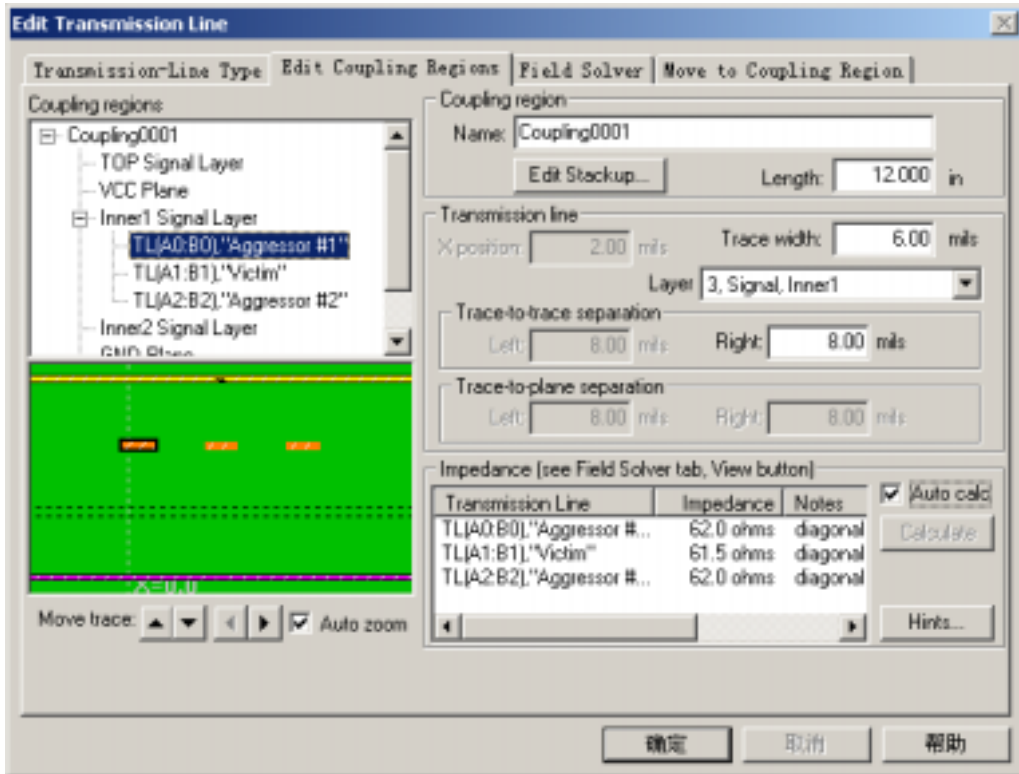 Edit Transmission Line
Transmission-Line Type
Edit Coupling Regions
Field Solver
Move to Coupling Region
Coupling regions
Coupling0001
TOP Signal Layer
VCC Plane
Inner1 Signal Layer
TL(A0:B0),"Aggressor #1"
TL(A1:B1),"Victim"
TL(A2:B2),"Aggressor #2"
Inner2 Signal Layer
GND Plane
X=0.0
Move trace:
Auto zoom
Coupling region
Name: Coupling0001
Edit Stackup... Length: 12.000 in
Transmission line
X position: 2.00 mils Trace width: 6.00 mils
Layer 3, Signal, Inner1
Trace-to-trace separation
Left: 8.00 mils Right: 8.00 mils
Trace-to-plane separation
Left: 8.00 mils Right: 8.00 mils
Impedance (see Field Solver tab, View button)
Transmission Line Impedance Notes
TL(A0:B0),"Aggressor #... 62.0 ohms diagonal
TL(A1:B1),"Victim" 61.5 ohms diagonal
TL(A2:B2),"Aggressor #... 62.0 ohms diagonal
Auto calc
Calculate
Hints...
确定 取消 帮助